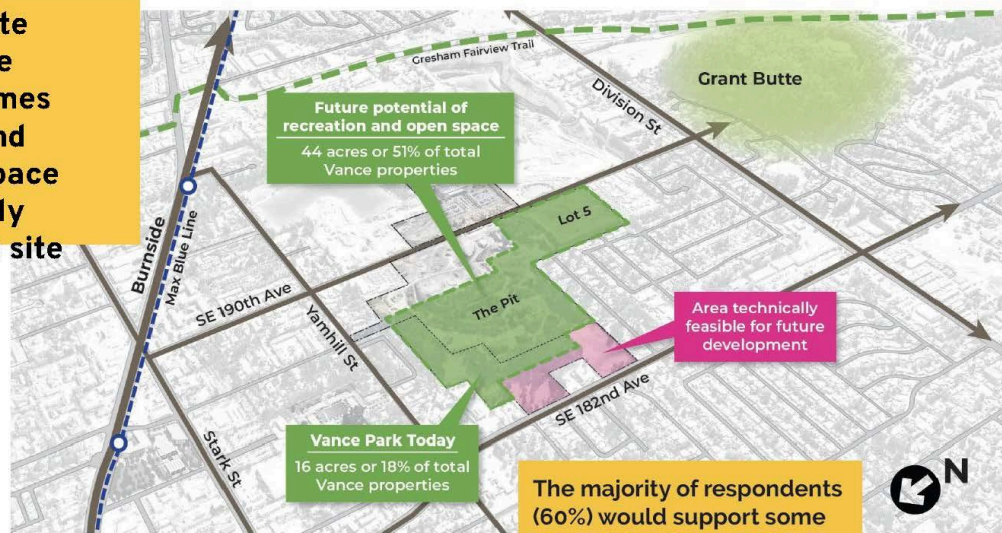 te
e
mes
nd
pace
ly
site
Gresham Fairview Trail
Grant Butte
Division St
Future potential of
recreation and open space
44 acres or 51% of total
Vance properties
Lot 5
Burnside
Max Blue Line
SE 190th Ave
The Pit
Yamhill St
Area technically
feasible for future
development
SE 182nd Ave
Stark St
Vance Park Today
16 acres or 18% of total
Vance properties
The majority of respondents
(60%) would support some
N